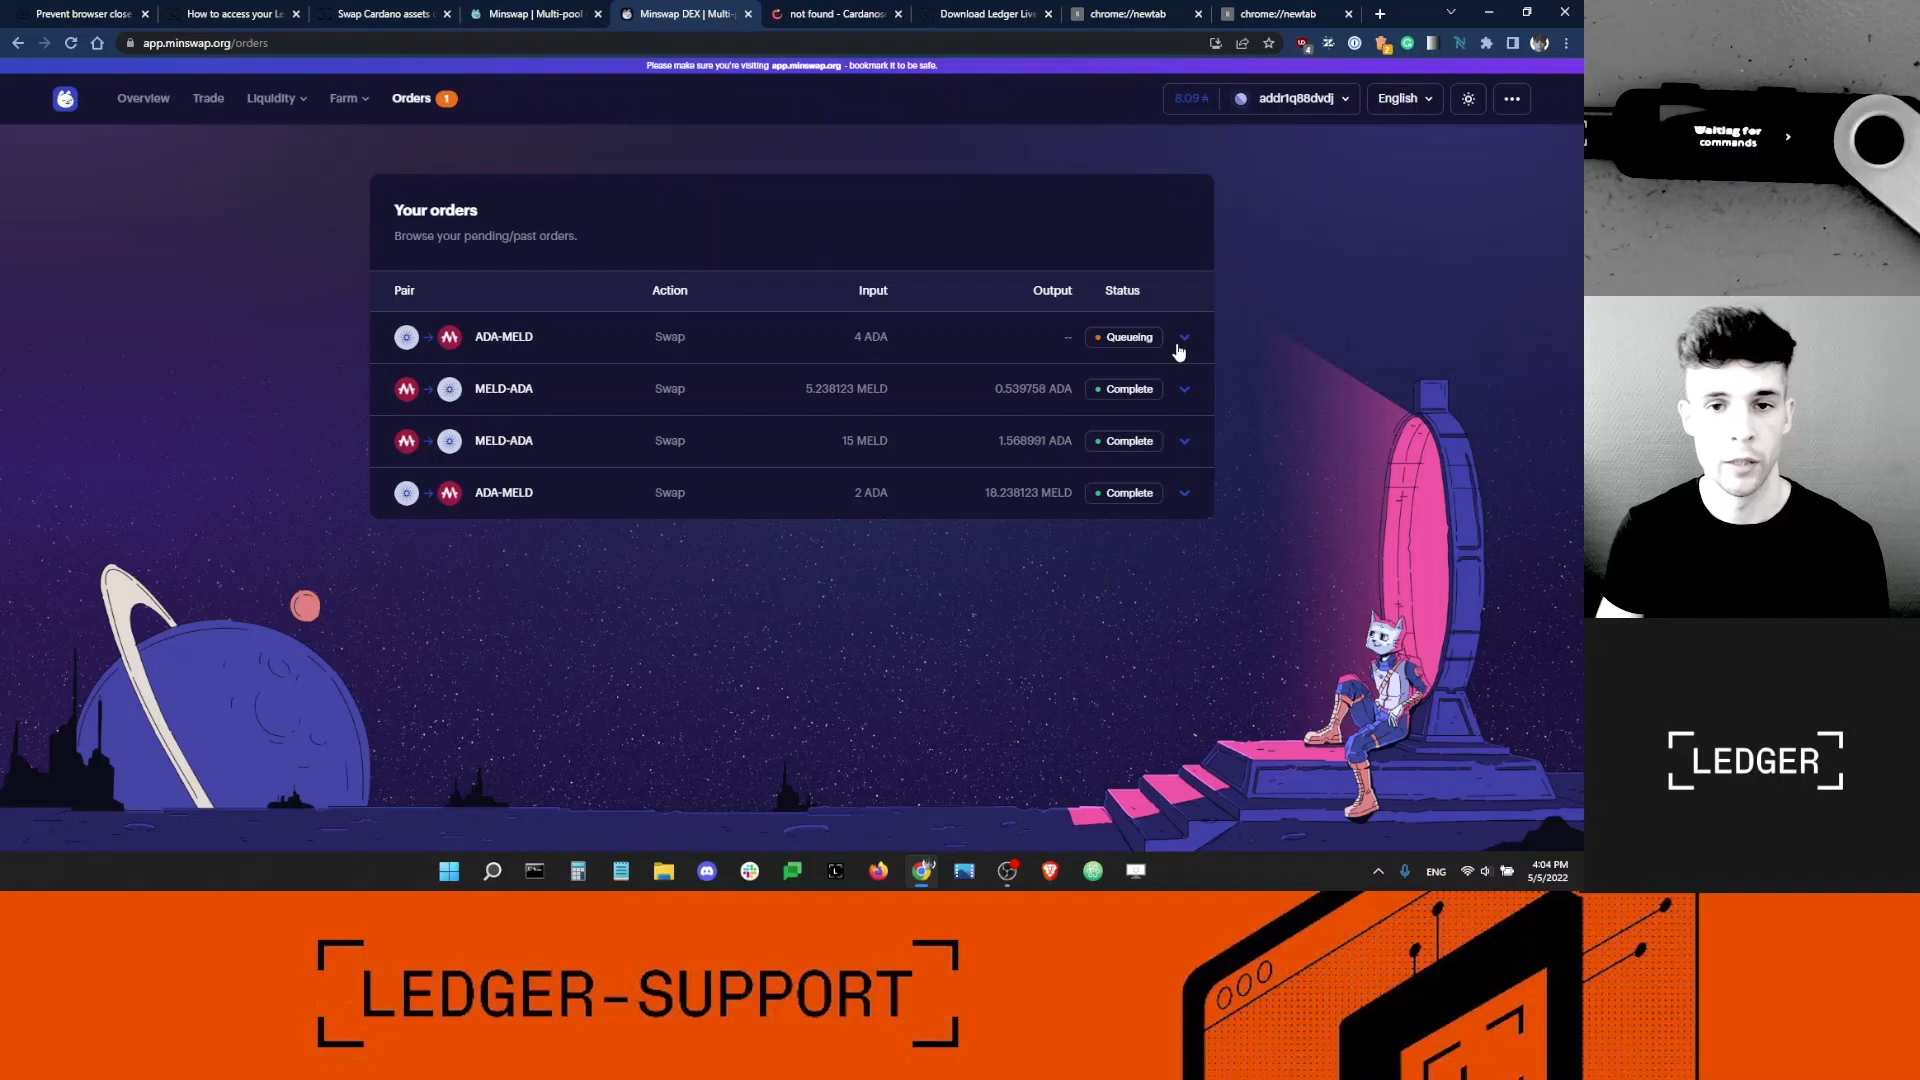 Prevent browser close
How to access your Le
Swap Cardano assets
Minswap | Multi-pool
Minswap DEX | Multi-
not found - Cardanos
Download Ledger Live
chrome://newtab
chrome://newtab
app.minswap.org/orders
4
2
Please make sure you're visiting app.minswap.org - bookmark it to be safe.
Overview
Trade
Liquidity
Farm
Orders 1
8.09 ₳
addr1q88dvdj
English
Waiting for
commands
Your orders
Browse your pending/past orders.
Pair Action Input Output Status
ADA-MELD Swap 4 ADA -- Queueing
MELD-ADA Swap 5.238123 MELD 0.539758 ADA Complete
MELD-ADA Swap 15 MELD 1.568991 ADA Complete
ADA-MELD Swap 2 ADA 18.238123 MELD Complete
LEDGER
ENG
4:04 PM
5/5/2022
LEDGER-SUPPORT